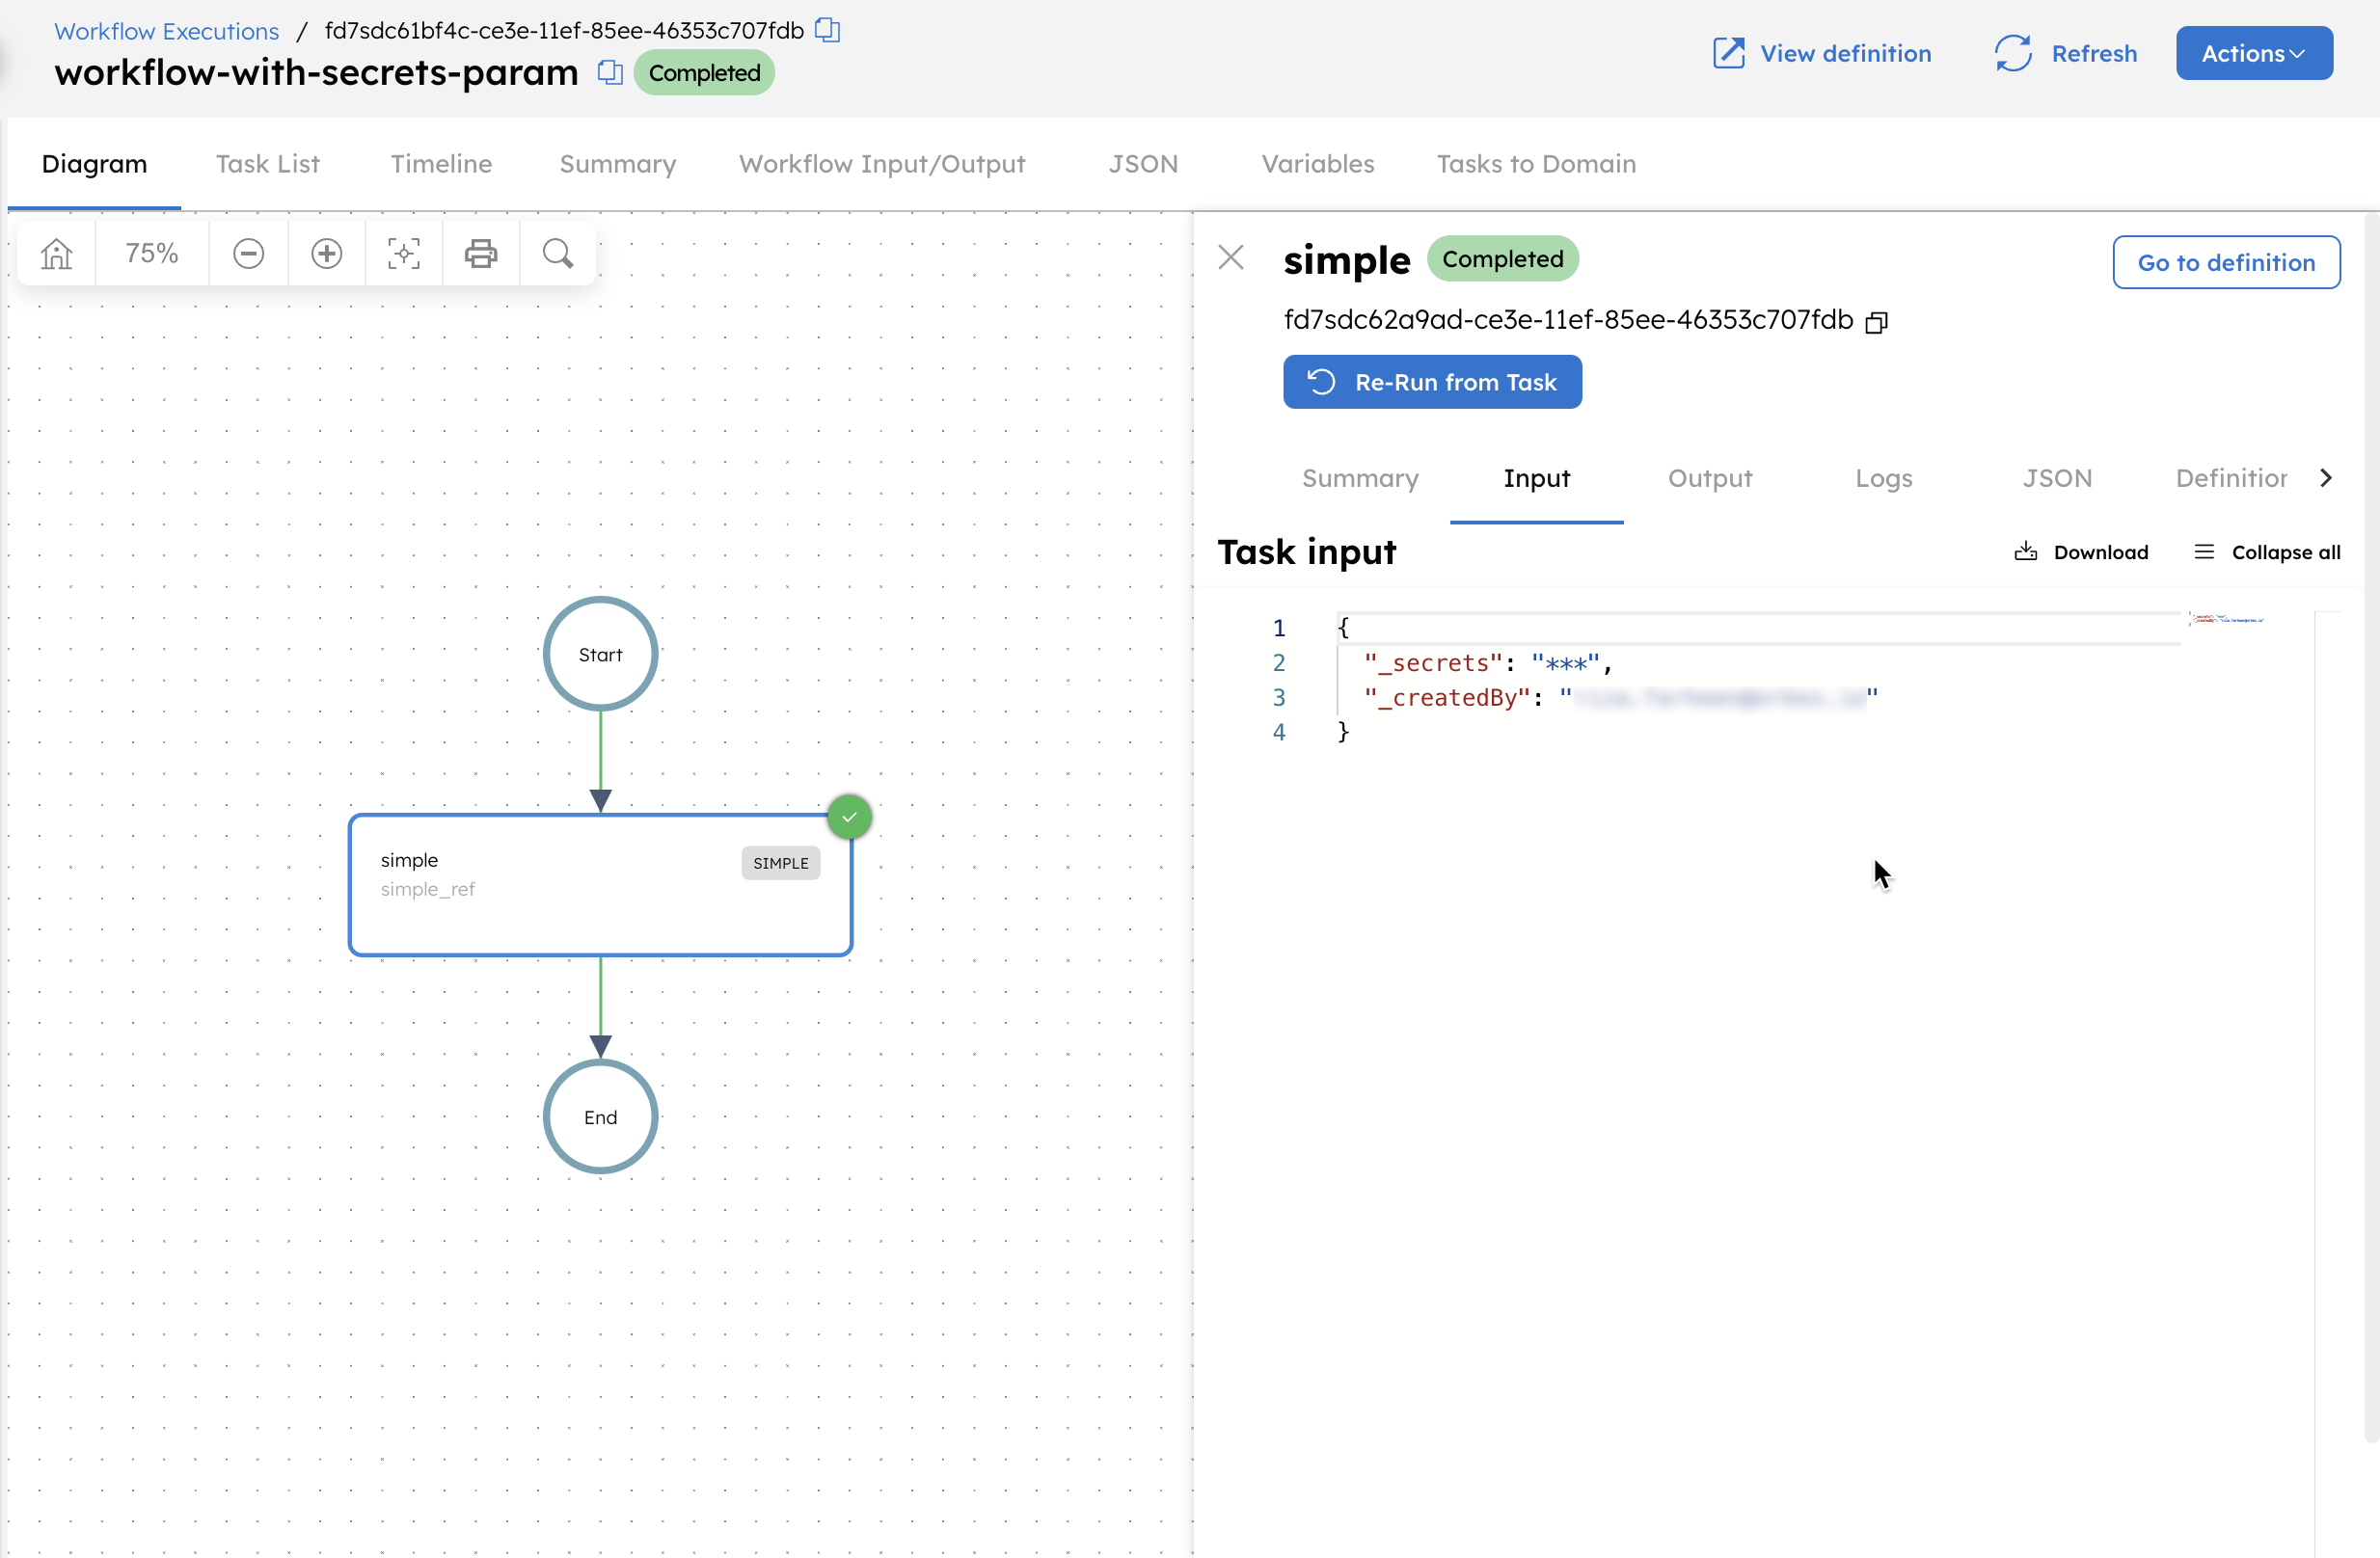 Workflow Executions / fd7sdc61bf4c-ce3e-11ef-85ee-46353c707fdb
workflow-with-secrets-param Completed
View definition Refresh Actions
Diagram Task List Timeline Summary Workflow Input/Output JSON Variables Tasks to Domain
75%
simple Completed
Go to definition
fd7sdc62a9ad-ce3e-11ef-85ee-46353c707fdb
Re-Run from Task
Summary Input Output Logs JSON Definition
Task input Download Collapse all
1 {
2 "_secrets": "***",
3 "_createdBy": " "
4 }
Start
simple SIMPLE
simple_ref
End